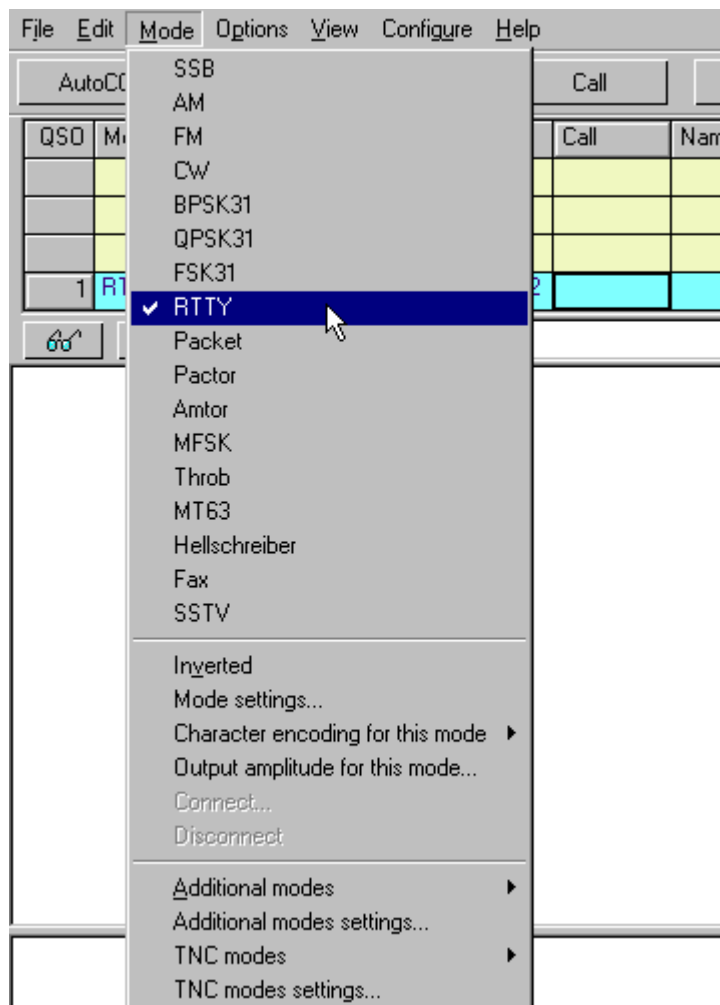 File Edit Mode Options View Configure Help
Call
QSO Call
1 2
SSB
AM
FM
CW
BPSK31
QPSK31
FSK31
RTTY
Packet
Pactor
Amtor
MFSK
Throb
MT63
Hellschreiber
Fax
SSTV
Inverted
Mode settings...
Character encoding for this mode
Output amplitude for this mode...
Connect...
Disconnect
Additional modes
Additional modes settings...
TNC modes
TNC modes settings...